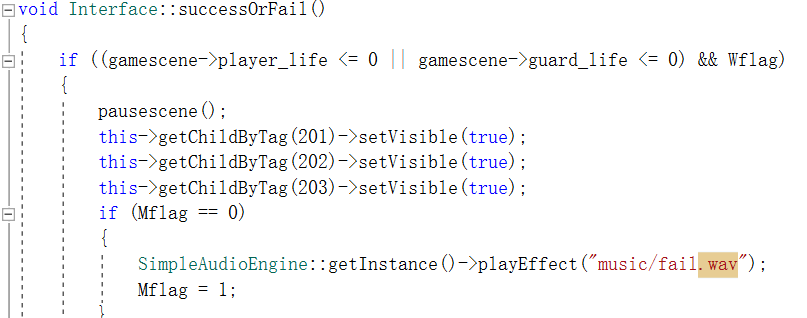 void Interface::successOrFail()
{
if ((gamescene->player_life <= 0 || gamescene->guard_life <= 0) && Wflag)
{
pausescene();
this->getChildByTag(201)->setVisible(true);
this->getChildByTag(202)->setVisible(true);
this->getChildByTag(203)->setVisible(true);
if (Mflag == 0)
{
SimpleAudioEngine::getInstance()->playEffect("music/fail.wav");
Mflag = 1;
}